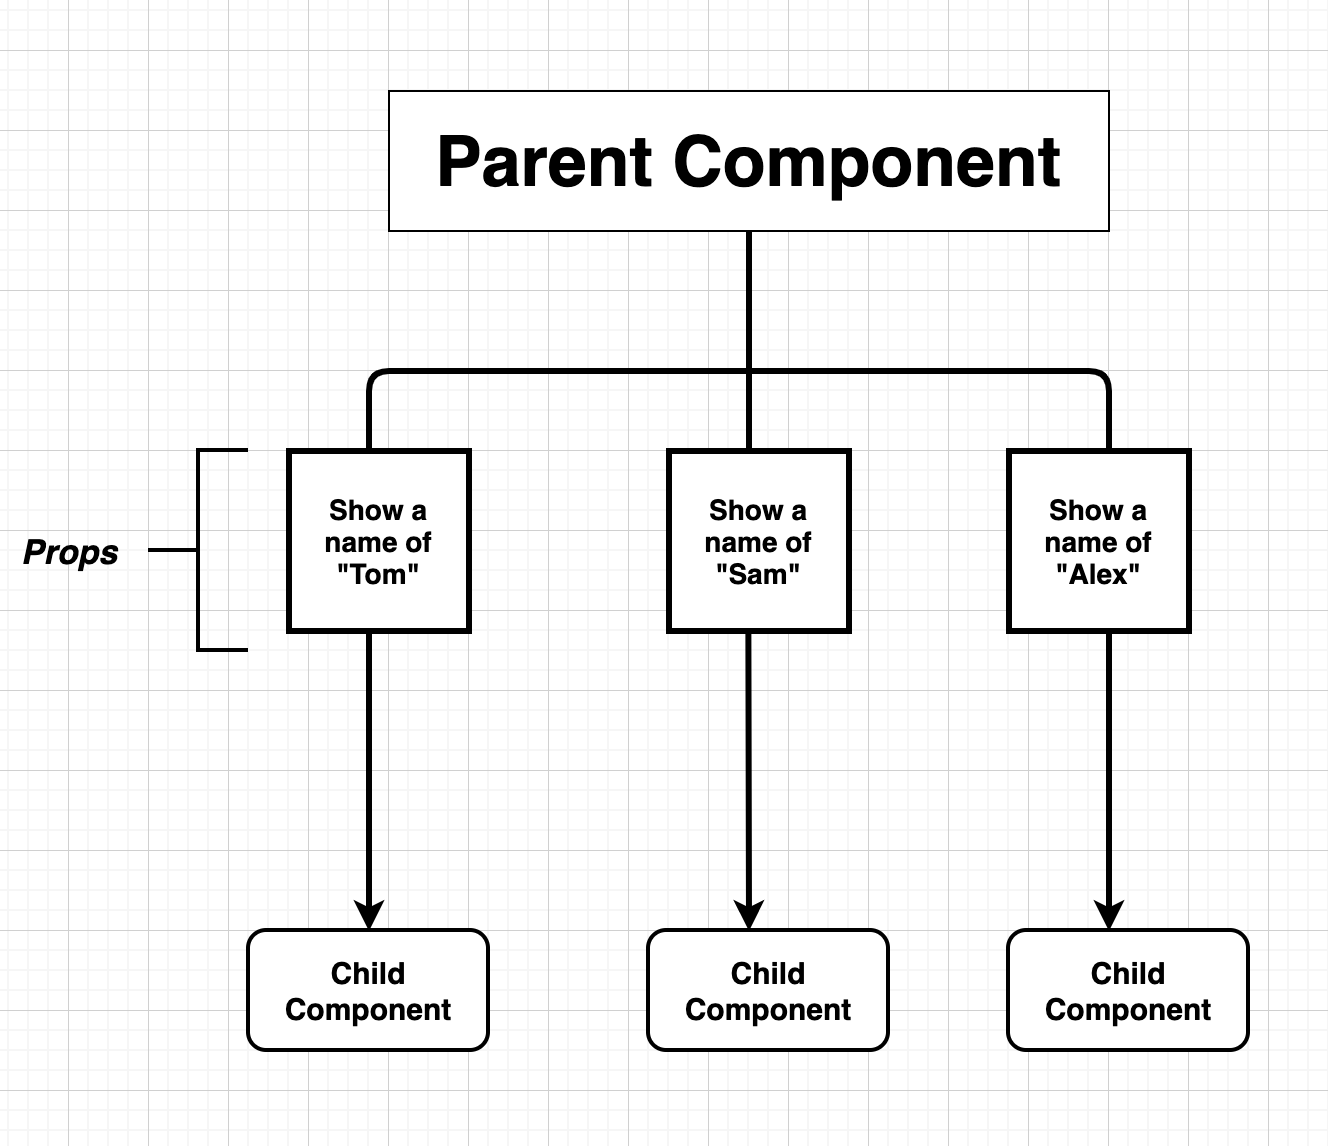 Parent Component
Props
Show a
name of
"Tom"
Show a
name of
"Sam"
Show a
name of
"Alex"
Child
Component
Child
Component
Child
Component